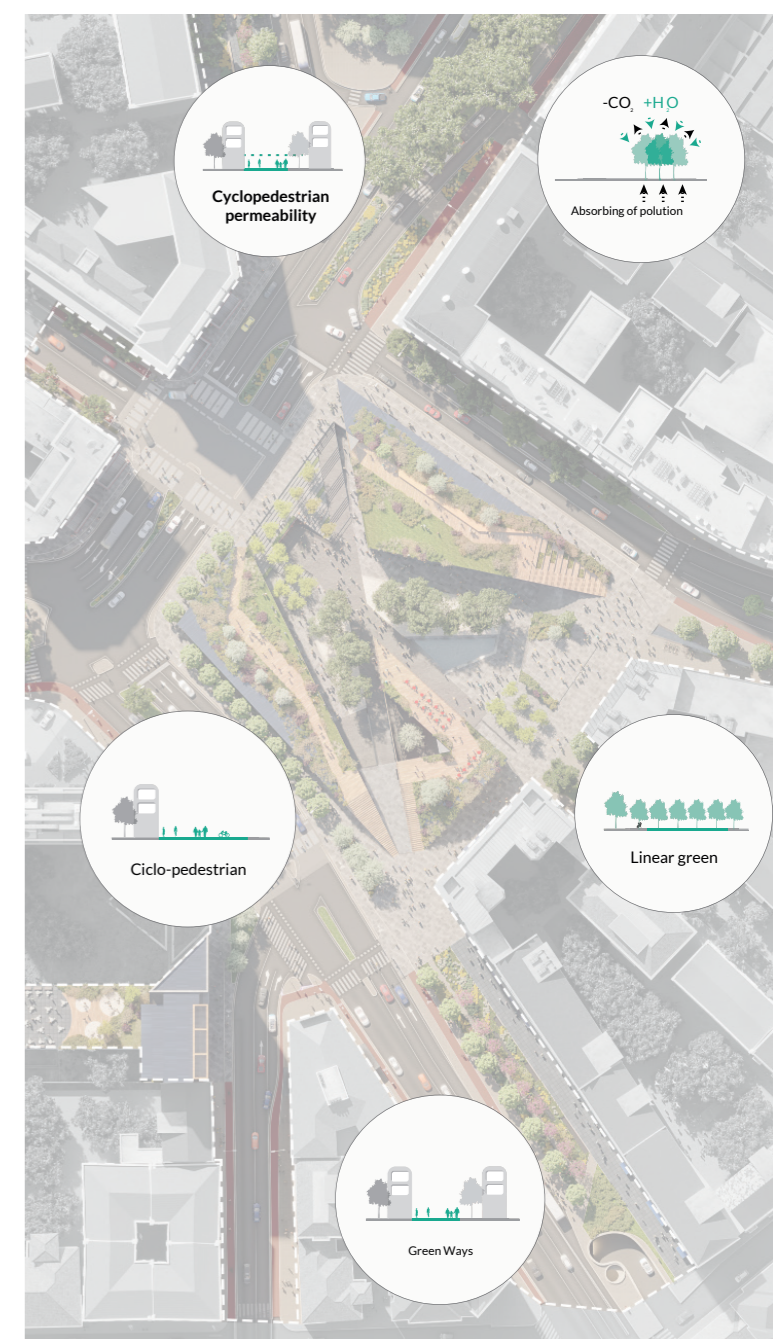 -CO₂ +H₂O
Absorbing of polution
Cyclopedestrian
permeability
Ciclo-pedestrian
Linear green
Green Ways